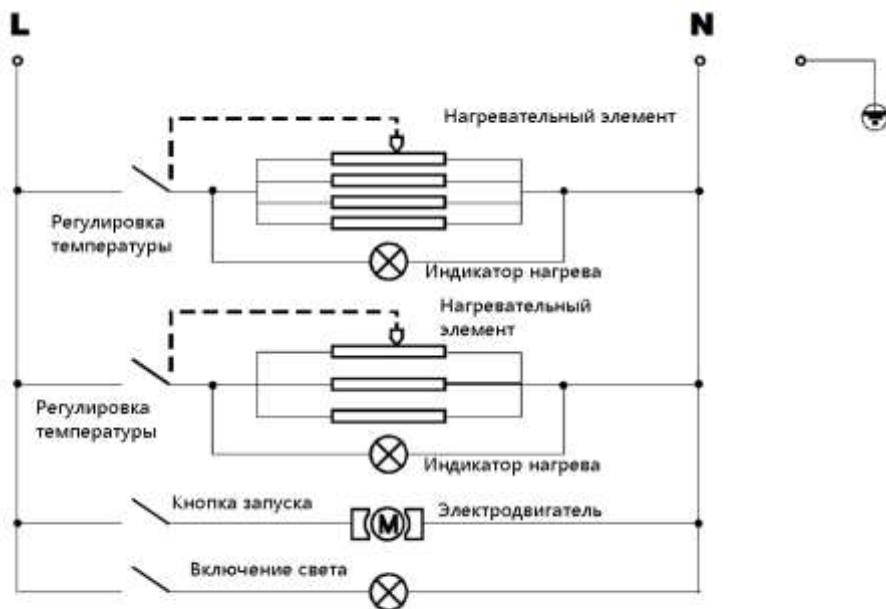 L
N
Нагревательный элемент
Регулировка
температуры
Индикатор нагрева
Нагревательный
элемент
Регулировка
температуры
Индикатор нагрева
Кнопка запуска
M
Электродвигатель
Включение света